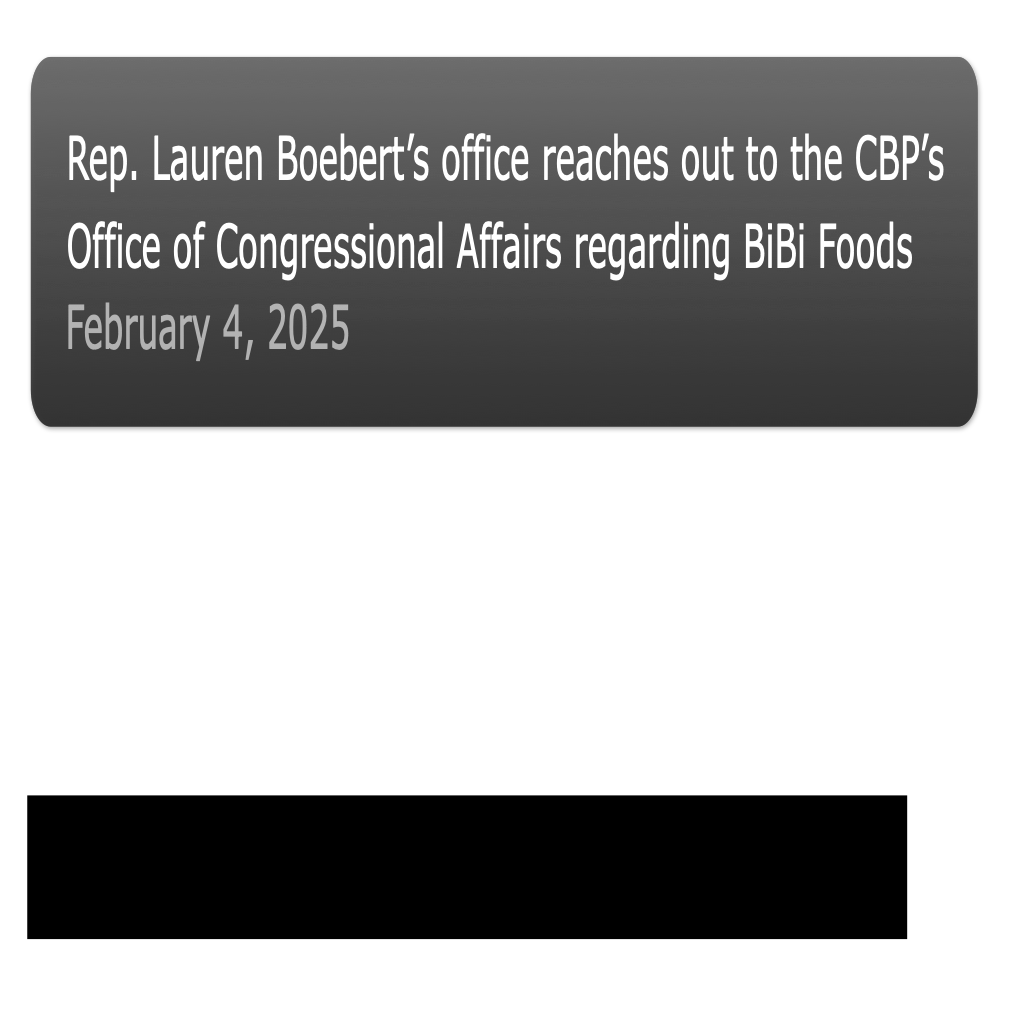 Rep. Lauren Boebert’s office reaches out to the CBP’s
Office of Congressional Affairs regarding BiBi Foods
February 4, 2025